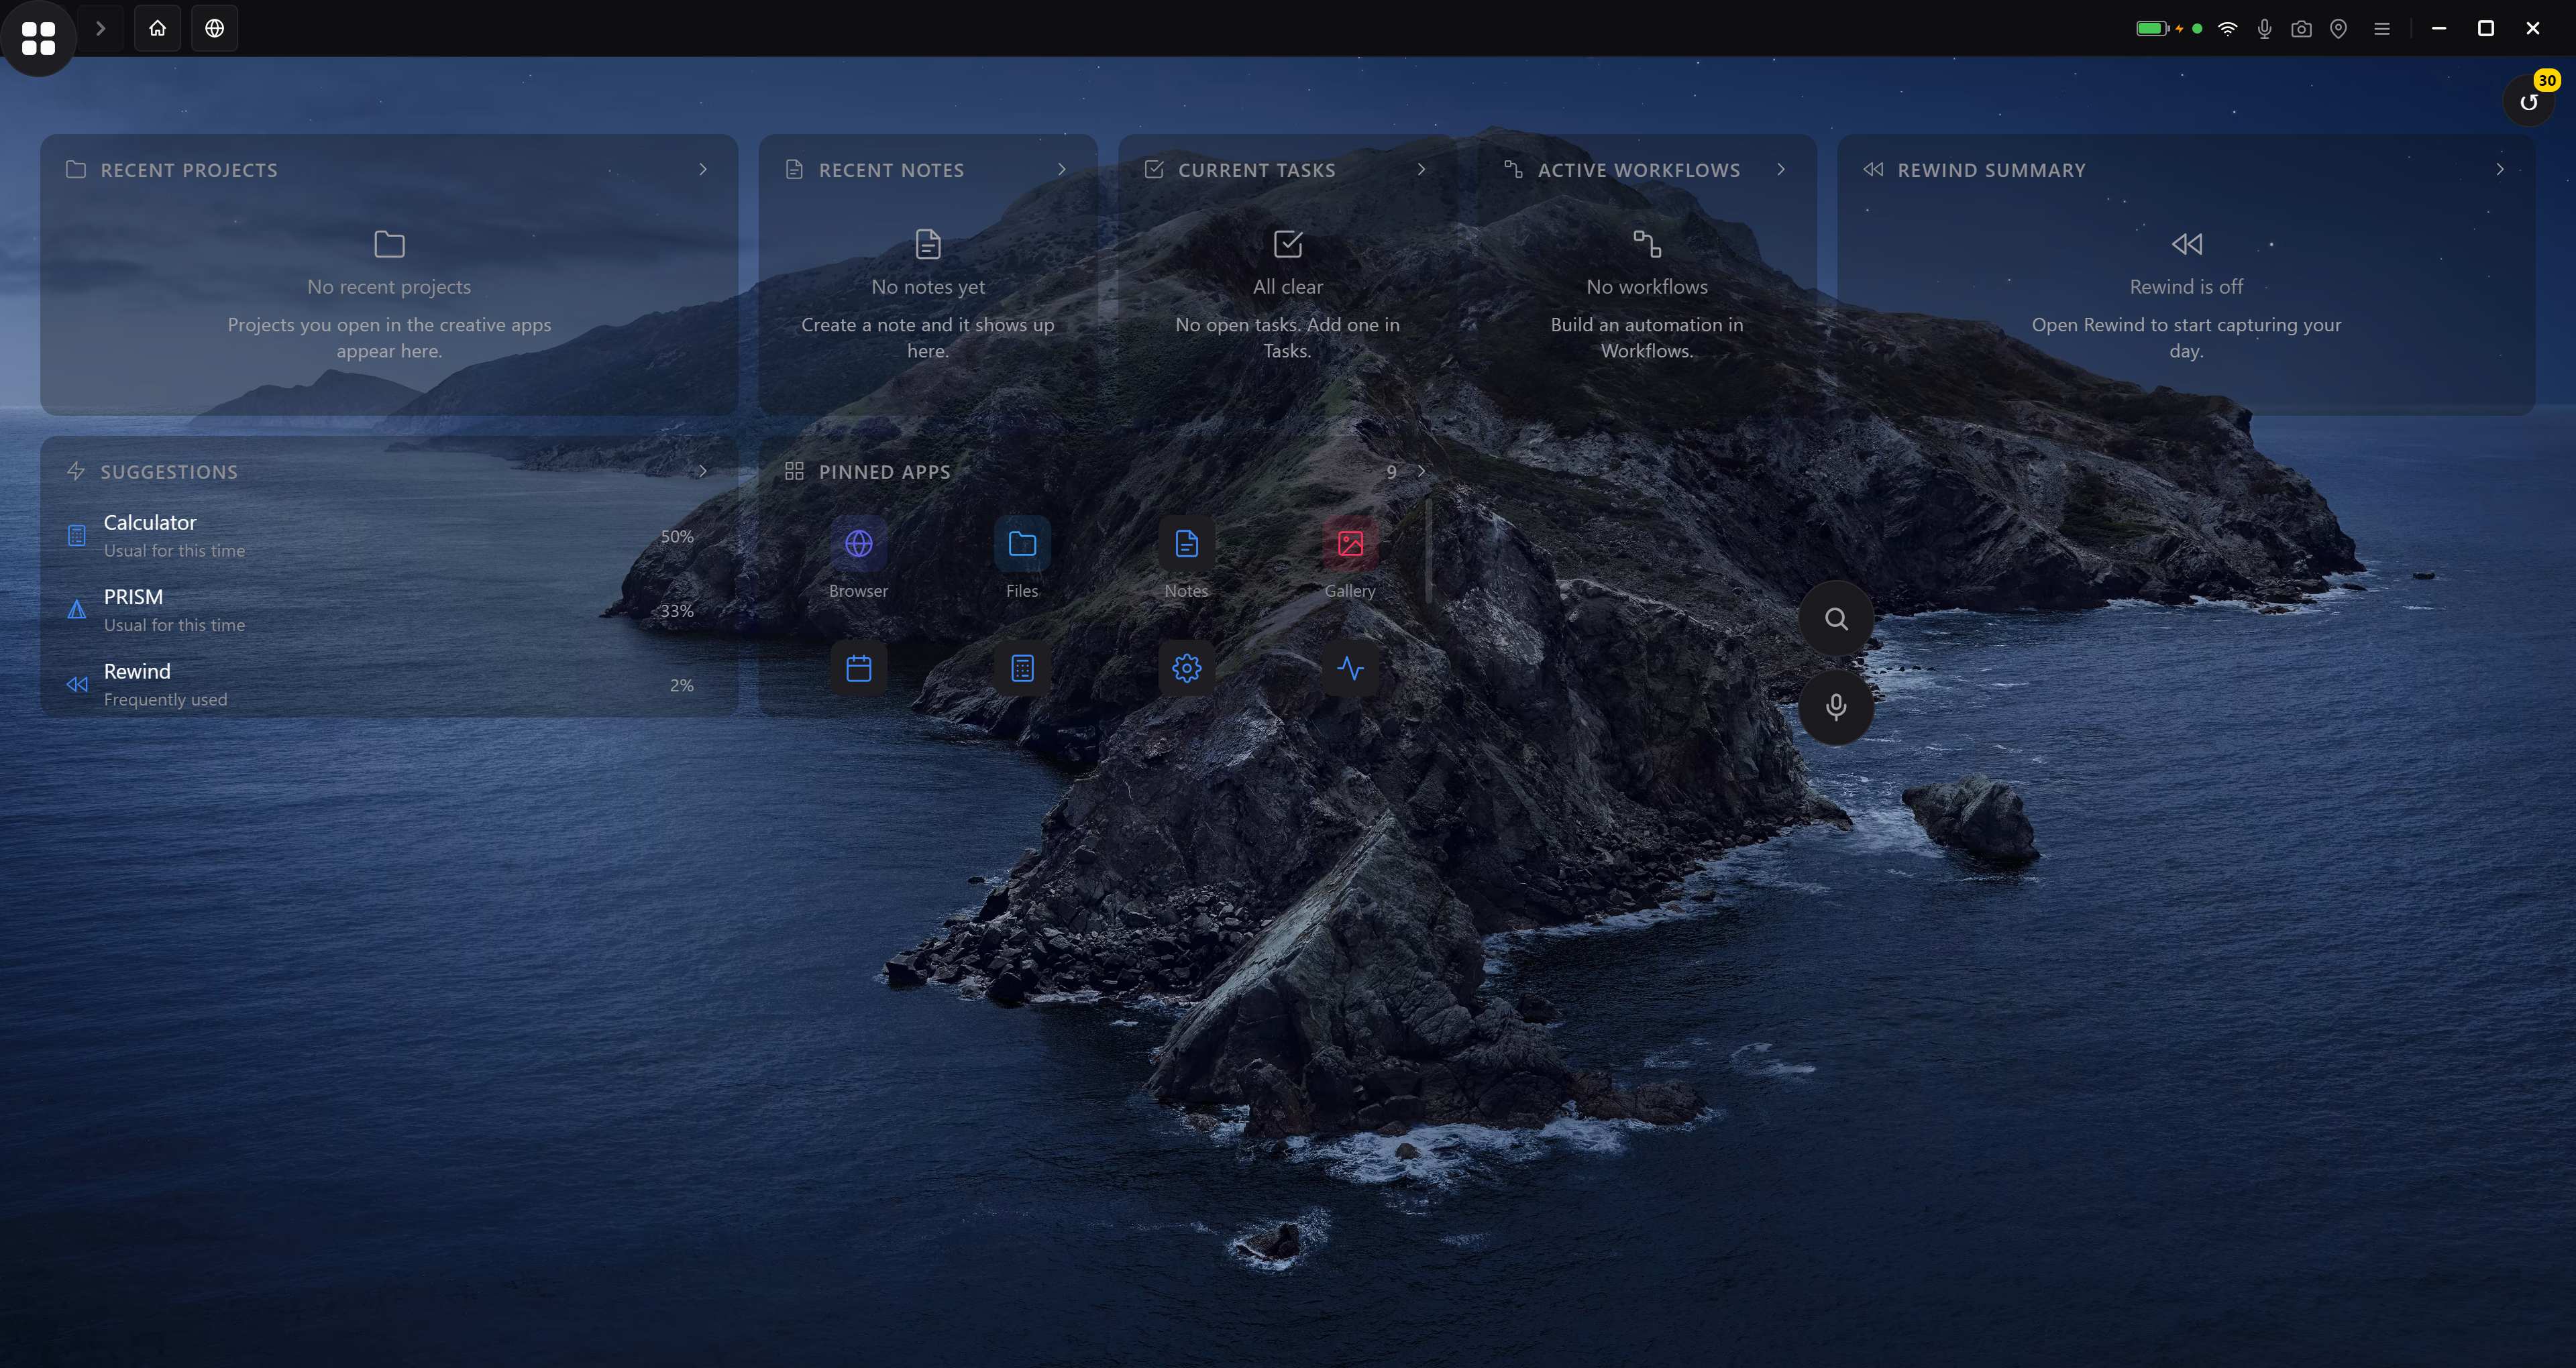 30
RECENT PROJECTS
No recent projects
Projects you open in the creative apps
appear here.
RECENT NOTES
No notes yet
Create a note and it shows up
here.
CURRENT TASKS
All clear
No open tasks. Add one in
Tasks.
ACTIVE WORKFLOWS
No workflows
Build an automation in
Workflows.
REWIND SUMMARY
Rewind is off
Open Rewind to start capturing your
day.
SUGGESTIONS
Calculator
Usual for this time
50%
PRISM
Usual for this time
33%
Rewind
Frequently used
2%
PINNED APPS
9
Browser
Files
Notes
Gallery